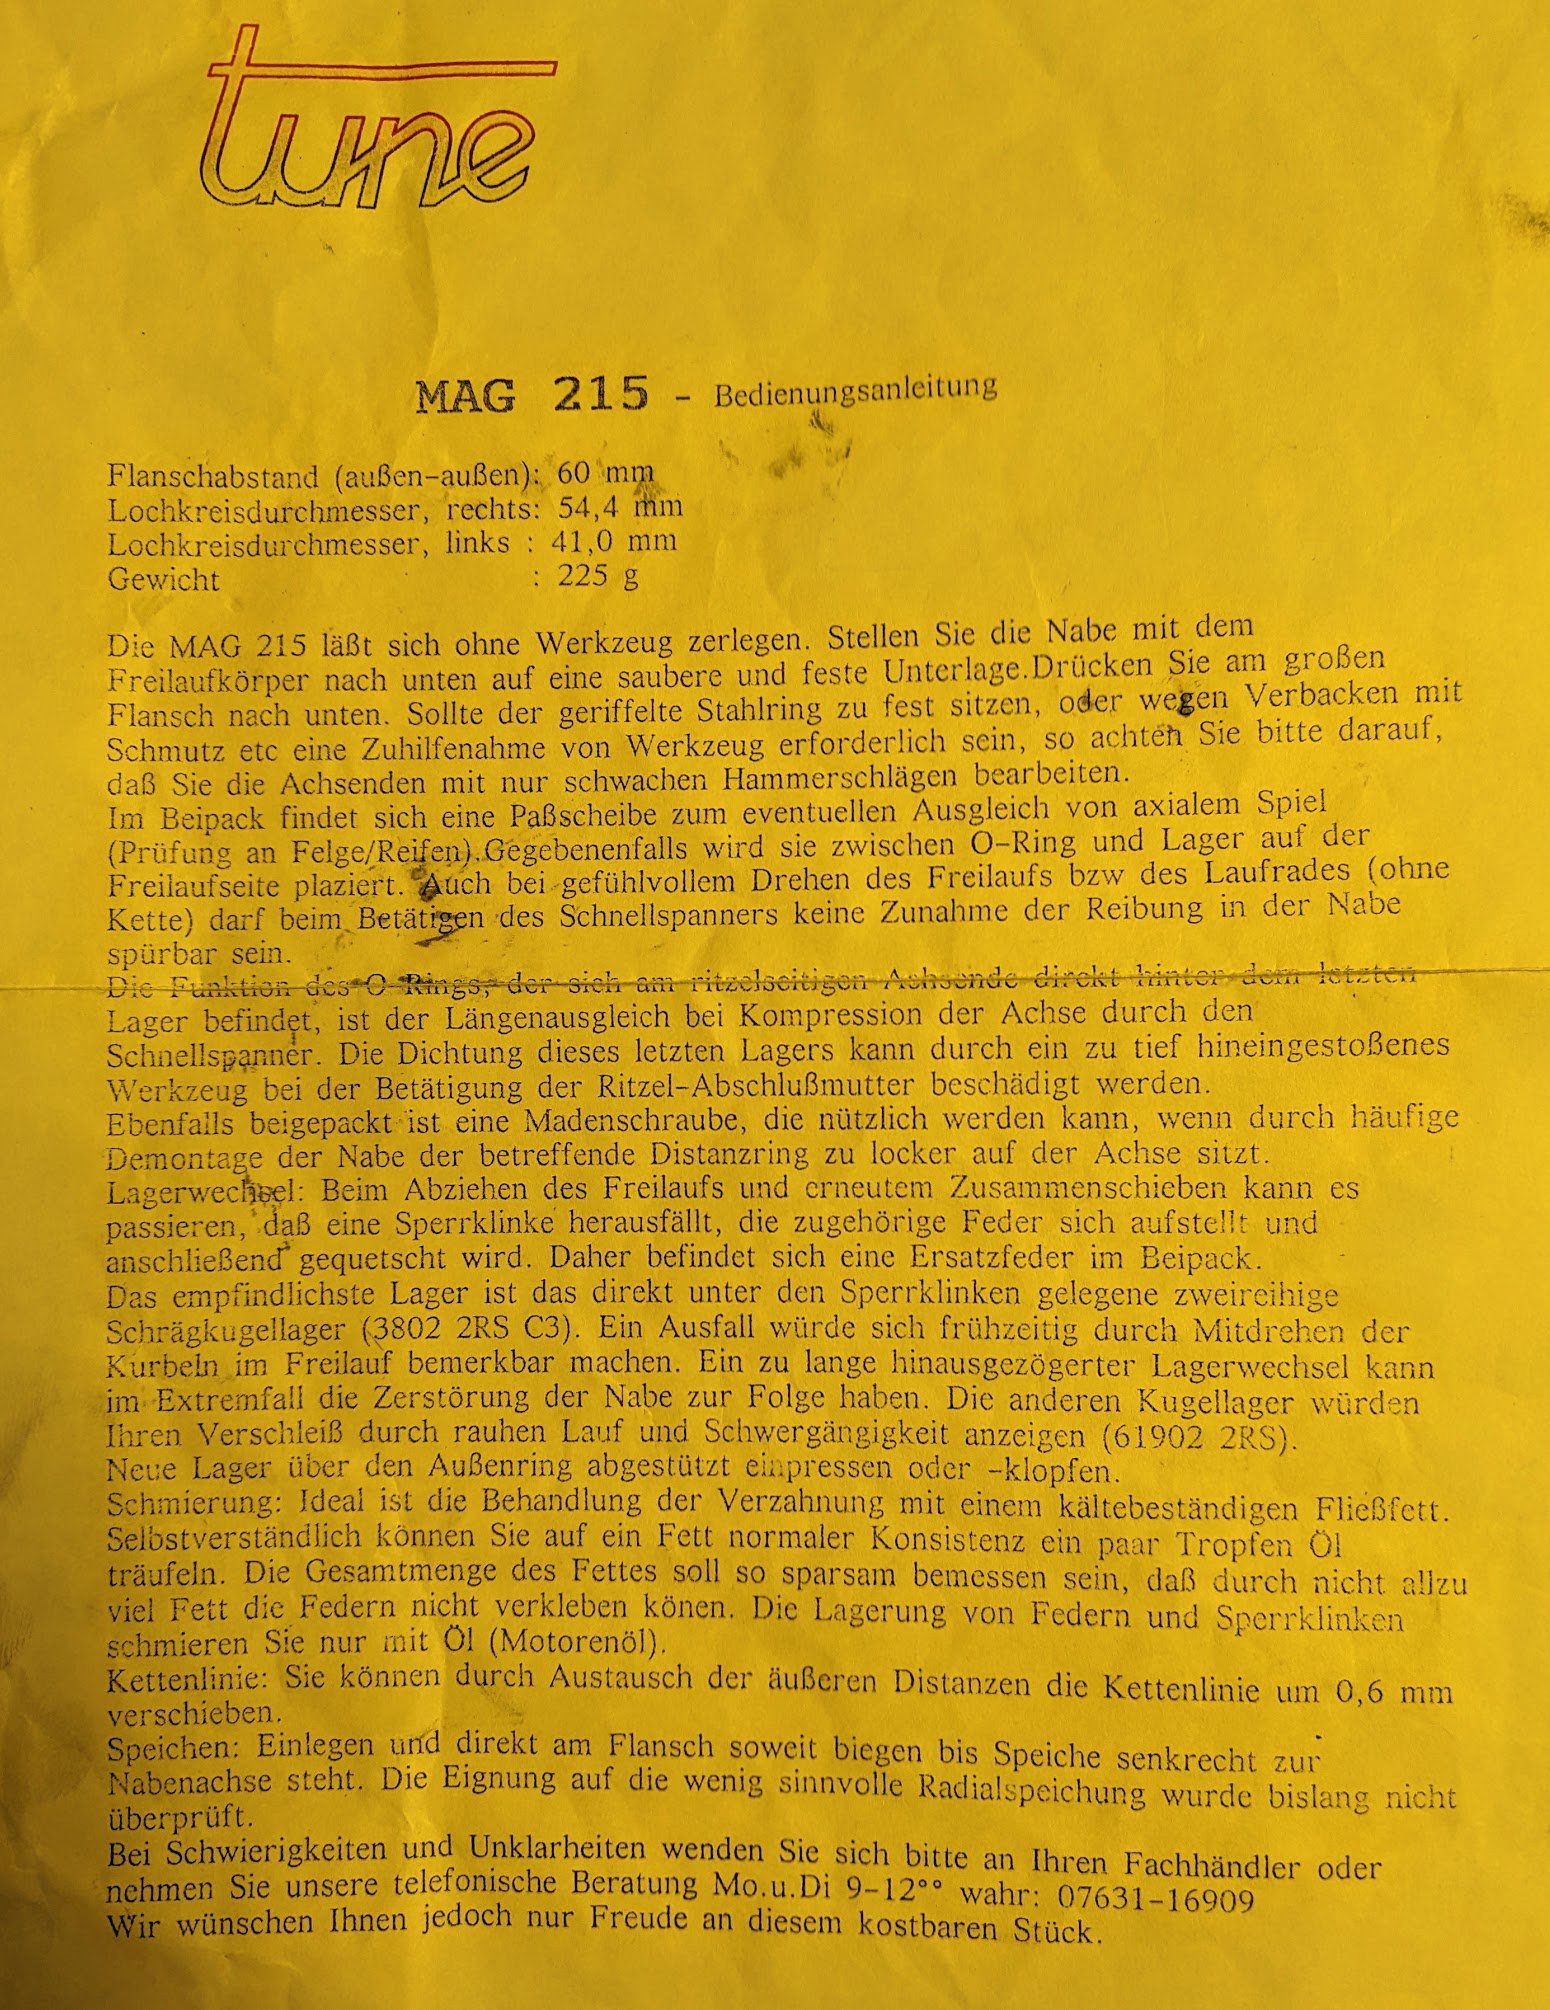 tune
MAG 215 - Bedienungsanleitung
Flanschabstand (außen-außen): 60 mm
Lochkreisdurchmesser, rechts: 54,4 mm
Lochkreisdurchmesser, links : 41,0 mm
Gewicht : 225 g
Die MAG 215 läßt sich ohne Werkzeug zerlegen. Stellen Sie die Nabe mit dem
Freilaufkörper nach unten auf eine saubere und feste Unterlage.Drücken Sie am großen
Flansch nach unten. Sollte der geriffelte Stahlring zu fest sitzen, oder wegen Verbacken mit
Schmutz etc eine Zuhilfenahme von Werkzeug erforderlich sein, so achten Sie bitte darauf,
daß Sie die Achsenden mit nur schwachen Hammerschlägen bearbeiten.
Im Beipack findet sich eine Paßscheibe zum eventuellen Ausgleich von axialem Spiel
(Prüfung an Felge/Reifen).Gegebenenfalls wird sie zwischen O-Ring und Lager auf der
Freilaufseite plaziert. Auch bei gefühlvollem Drehen des Freilaufs bzw des Laufrades (ohne
Kette) darf beim Betätigen des Schnellspanners keine Zunahme der Reibung in der Nabe
spürbar sein.
Die Funktion des O-Rings, der sich am ritzelseitigen Achsende direkt hinter dem letzten
Lager befindet, ist der Längenausgleich bei Kompression der Achse durch den
Schnellspanner. Die Dichtung dieses letzten Lagers kann durch ein zu tief hineingestoßenes
Werkzeug bei der Betätigung der Ritzel-Abschlußmutter beschädigt werden.
Ebenfalls beigepackt ist eine Madenschraube, die nützlich werden kann, wenn durch häufige
Demontage der Nabe der betreffende Distanzring zu locker auf der Achse sitzt.
Lagerwechsel: Beim Abziehen des Freilaufs und erneutem Zusammenschieben kann es
passieren, daß eine Sperrklinke herausfällt, die zugehörige Feder sich aufstellt und
anschließend gequetscht wird. Daher befindet sich eine Ersatzfeder im Beipack.
Das empfindlichste Lager ist das direkt unter den Sperrklinken gelegene zweireihige
Schrägkugellager (3802 2RS C3). Ein Ausfall würde sich frühzeitig durch Mitdrehen der
Kurbeln im Freilauf bemerkbar machen. Ein zu lange hinausgezögerter Lagerwechsel kann
im Extremfall die Zerstörung der Nabe zur Folge haben. Die anderen Kugellager würden
Ihren Verschleiß durch rauhen Lauf und Schwergängigkeit anzeigen (61902 2RS).
Neue Lager über den Außenring abgestützt einpressen oder -klopfen.
Schmierung: Ideal ist die Behandlung der Verzahnung mit einem kältebeständigen Fließfett.
Selbstverständlich können Sie auf ein Fett normaler Konsistenz ein paar Tropfen Öl
träufeln. Die Gesamtmenge des Fettes soll so sparsam bemessen sein, daß durch nicht allzu
viel Fett die Federn nicht verkleben könen. Die Lagerung von Federn und Sperrklinken
schmieren Sie nur mit Öl (Motorenöl).
Kettenlinie: Sie können durch Austausch der äußeren Distanzen die Kettenlinie um 0,6 mm
verschieben.
Speichen: Einlegen und direkt am Flansch soweit biegen bis Speiche senkrecht zur
Nabenachse steht. Die Eignung auf die wenig sinnvolle Radialspeichung wurde bislang nicht
überprüft.
Bei Schwierigkeiten und Unklarheiten wenden Sie sich bitte an Ihren Fachhändler oder
nehmen Sie unsere telefonische Beratung Mo.u.Di 9-12°° wahr: 07631-16909
Wir wünschen Ihnen jedoch nur Freude an diesem kostbaren Stück.